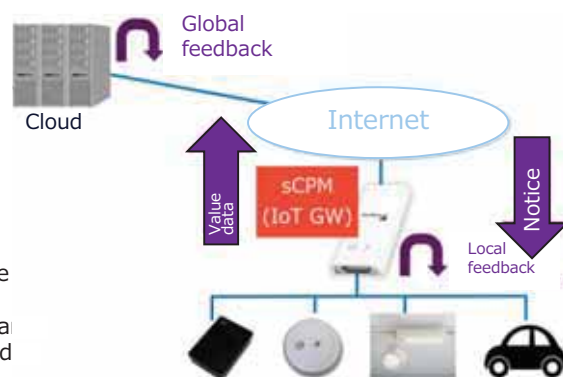 Global
feedback
Cloud
Internet
Value
data
sCPM
(IoT GW)
Notice
Local
feedback
e
d